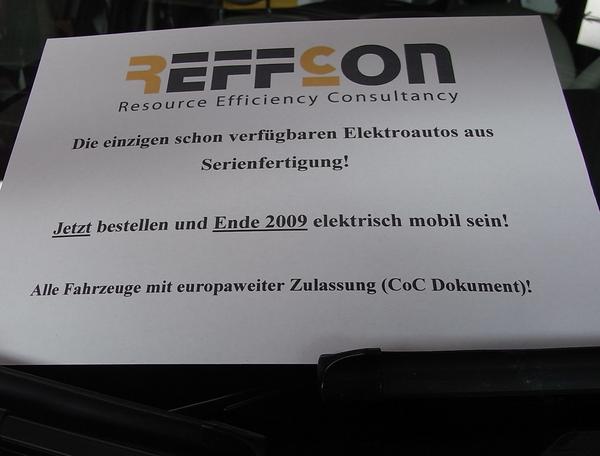 REFFCON
Resource Efficiency Consultancy
Die einzigen schon verfügbaren Elektroautos aus
Serienfertigung!
Jetzt bestellen und Ende 2009 elektrisch mobil sein!
Alle Fahrzeuge mit europaweiter Zulassung (CoC Dokument)!